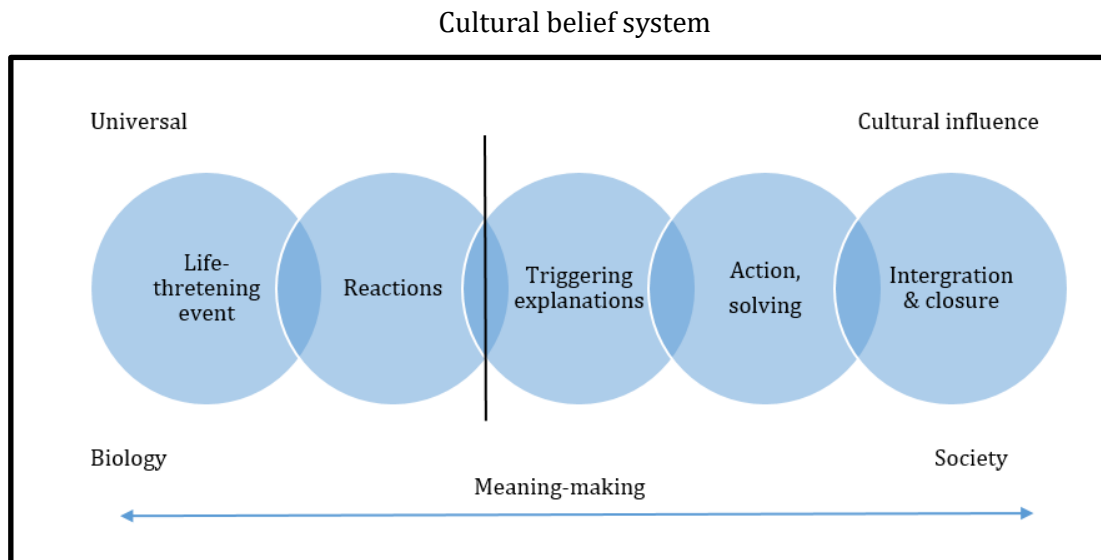 Cultural belief system
Universal
Cultural influence
Life-
thretening
event
Reactions
Triggering
explanations
Action,
solving
Intergration
& closure
Biology
Society
Meaning-making